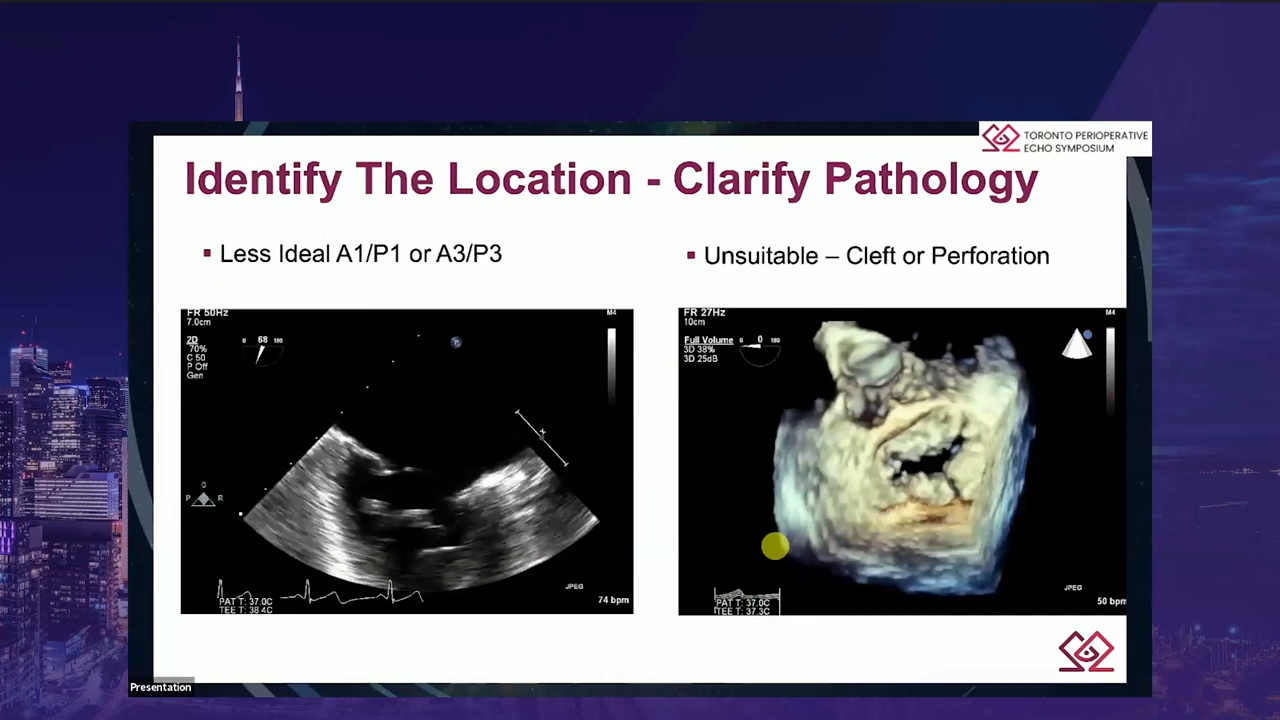 TORONTO PERIOPERATIVE
ECHO SYMPOSIUM
Identify The Location - Clarify Pathology
▪ Less Ideal A1/P1 or A3/P3
▪ Unsuitable – Cleft or Perforation
FR 50Hz
7.0cm
M4
2D
70%
C 50
P Off
Gen
0 68 180
P
P R
JPEG
PAT T: 37.0C
TEE T: 38.4C
74 bpm
FR 27Hz
10cm
M4
Full Volume
3D 38%
3D 25dB
0 0 180
JPEG
PAT T: 37.0C
TEE T: 37.3C
50 bpm
Presentation